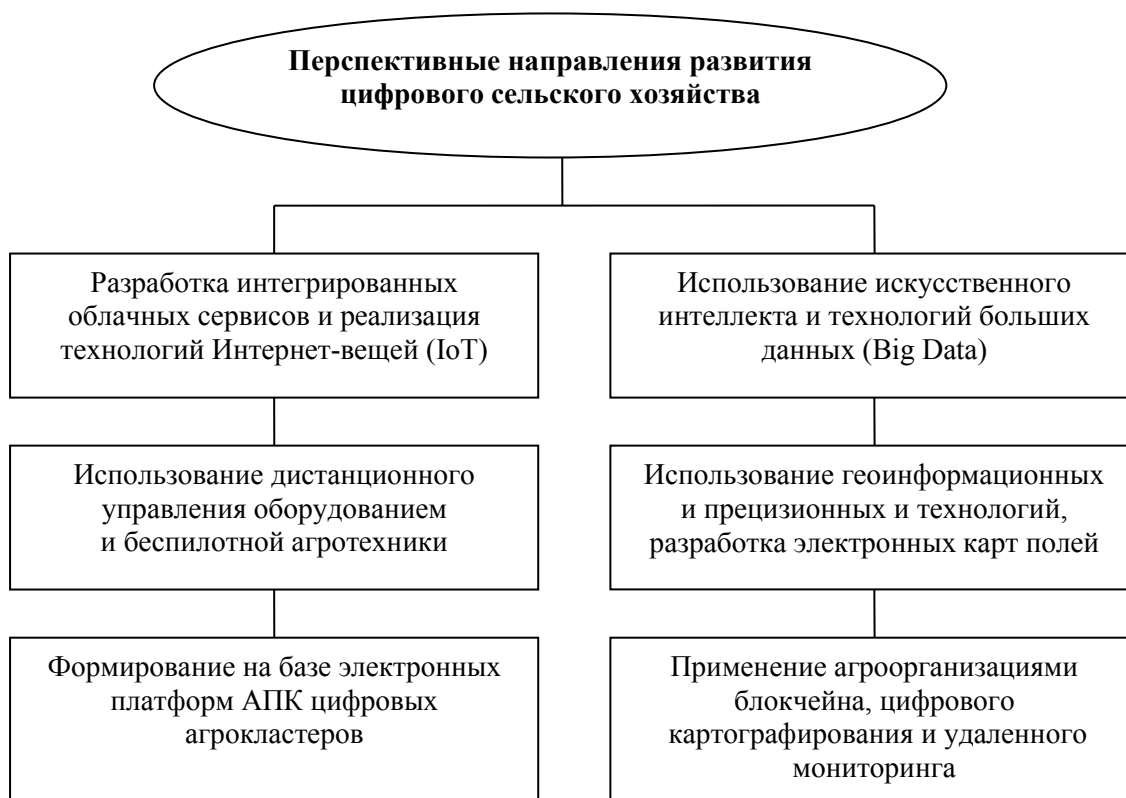 Перспективные направления развития
цифрового сельского хозяйства
Разработка интегрированных
облачных сервисов и реализация
технологий Интернет-вещей (IoT)
Использование искусственного
интеллекта и технологий больших
данных (Big Data)
Использование дистанционного
управления оборудованием
и беспилотной агротехники
Использование геоинформационных
и прецизионных и технологий,
разработка электронных карт полей
Формирование на базе электронных
платформ АПК цифровых
агрокластеров
Применение агроорганизациями
блокчейна, цифрового
картографирования и удаленного
мониторинга